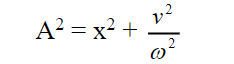 A² = x² + v²/ω²